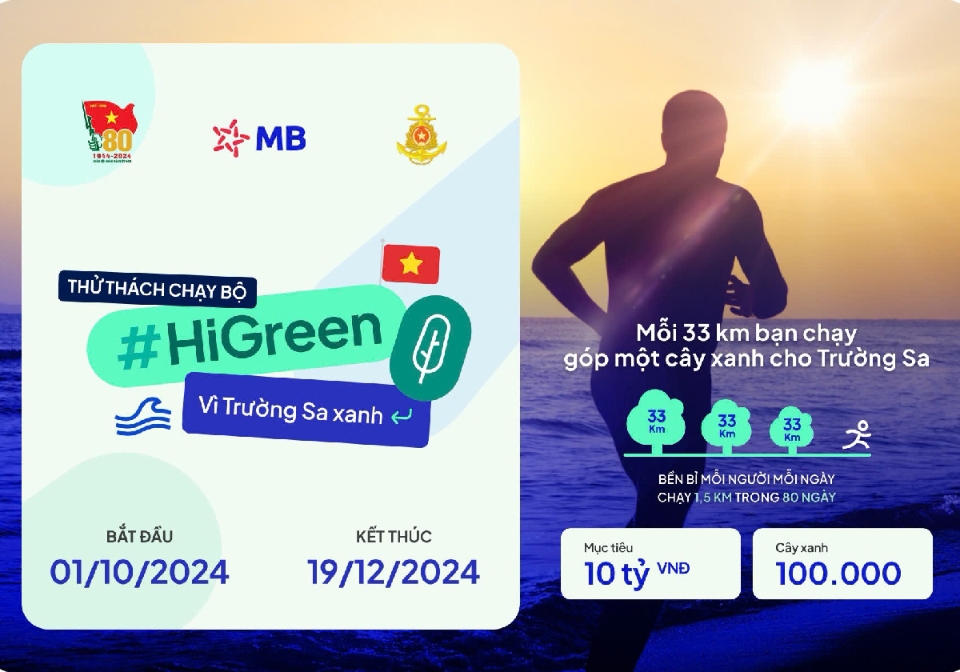 80
1944-2024
MB
THỬ THÁCH CHẠY BỘ
#HiGreen
Vì Trường Sa xanh
BẮT ĐẦU
01/10/2024
KẾT THÚC
19/12/2024
Mỗi 33 km bạn chạy
góp một cây xanh cho Trường Sa
33
Km
33
Km
33
Km
BỀN BỈ MỖI NGƯỜI MỖI NGÀY
CHẠY 1,5 KM TRONG 80 NGÀY
Mục tiêu
10 tỷ VNĐ
Cây xanh
100.000